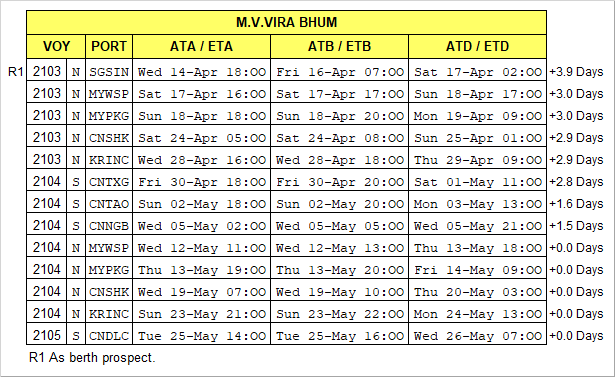 M.V.VIRA BHUM
VOY PORT ATA / ETA ATB / ETB ATD / ETD
R1 2103 N SGSIN Wed 14-Apr 18:00 Fri 16-Apr 07:00 Sat 17-Apr 02:00 +3.9 Days
2103 N MYWSP Sat 17-Apr 16:00 Sat 17-Apr 17:00 Sun 18-Apr 17:00 +3.0 Days
2103 N MYPKG Sun 18-Apr 18:00 Sun 18-Apr 20:00 Mon 19-Apr 09:00 +3.0 Days
2103 N CNSHK Sat 24-Apr 05:00 Sat 24-Apr 08:00 Sun 25-Apr 01:00 +2.9 Days
2103 N KRINC Wed 28-Apr 16:00 Wed 28-Apr 18:00 Thu 29-Apr 09:00 +2.9 Days
2104 S CNTXG Fri 30-Apr 18:00 Fri 30-Apr 20:00 Sat 01-May 11:00 +2.8 Days
2104 S CNTAO Sun 02-May 18:00 Sun 02-May 20:00 Mon 03-May 13:00 +1.6 Days
2104 S CNNGB Wed 05-May 02:00 Wed 05-May 05:00 Wed 05-May 21:00 +1.5 Days
2104 N MYWSP Wed 12-May 11:00 Wed 12-May 13:00 Thu 13-May 18:00 +0.0 Days
2104 N MYPKG Thu 13-May 19:00 Thu 13-May 20:00 Fri 14-May 09:00 +0.0 Days
2104 N CNSHK Wed 19-May 07:00 Wed 19-May 10:00 Thu 20-May 03:00 +0.0 Days
2104 N KRINC Sun 23-May 21:00 Sun 23-May 22:00 Mon 24-May 13:00 +0.0 Days
2105 S CNDLC Tue 25-May 14:00 Tue 25-May 16:00 Wed 26-May 07:00 +0.0 Days
R1 As berth prospect.